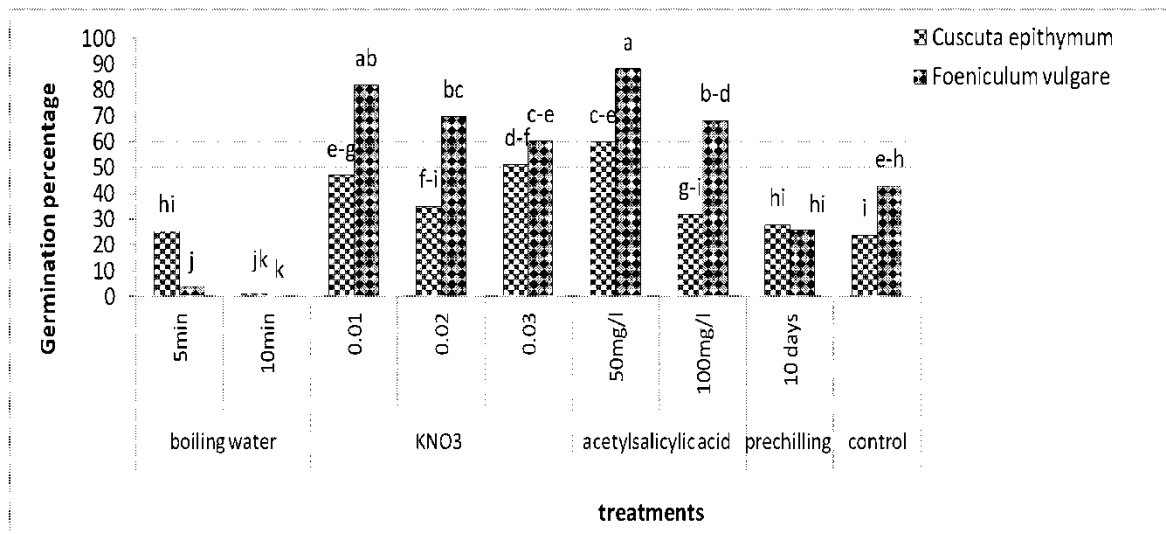 Germination percentage
100
90
80
70
60
50
40
30
20
10
0
hi
j
jk
k
e-g
ab
f-i
bc
d-f
c-e
c-e
a
g-i
b-d
hi
hi
i
e-h
Cuscuta epithymum
Foeniculum vulgare
5min
10min
0.01
0.02
0.03
50mg/l
100mg/l
10 days
boiling water
KNO3
acetylsalicylic acid
prechilling
control
treatments